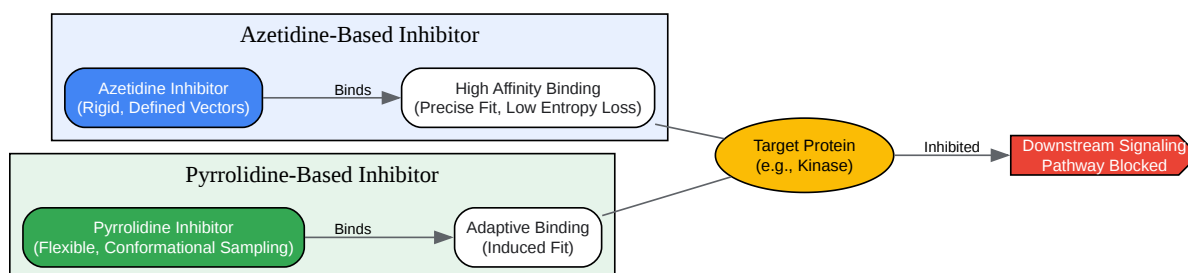 Azetidine-Based Inhibitor
Azetidine Inhibitor
(Rigid, Defined Vectors)
Binds
High Affinity Binding
(Precise Fit, Low Entropy Loss)
Pyrrolidine-Based Inhibitor
Pyrrolidine Inhibitor
(Flexible, Conformational Sampling)
Binds
Adaptive Binding
(Induced Fit)
Target Protein
(e.g., Kinase)
Inhibited
Downstream Signaling
Pathway Blocked